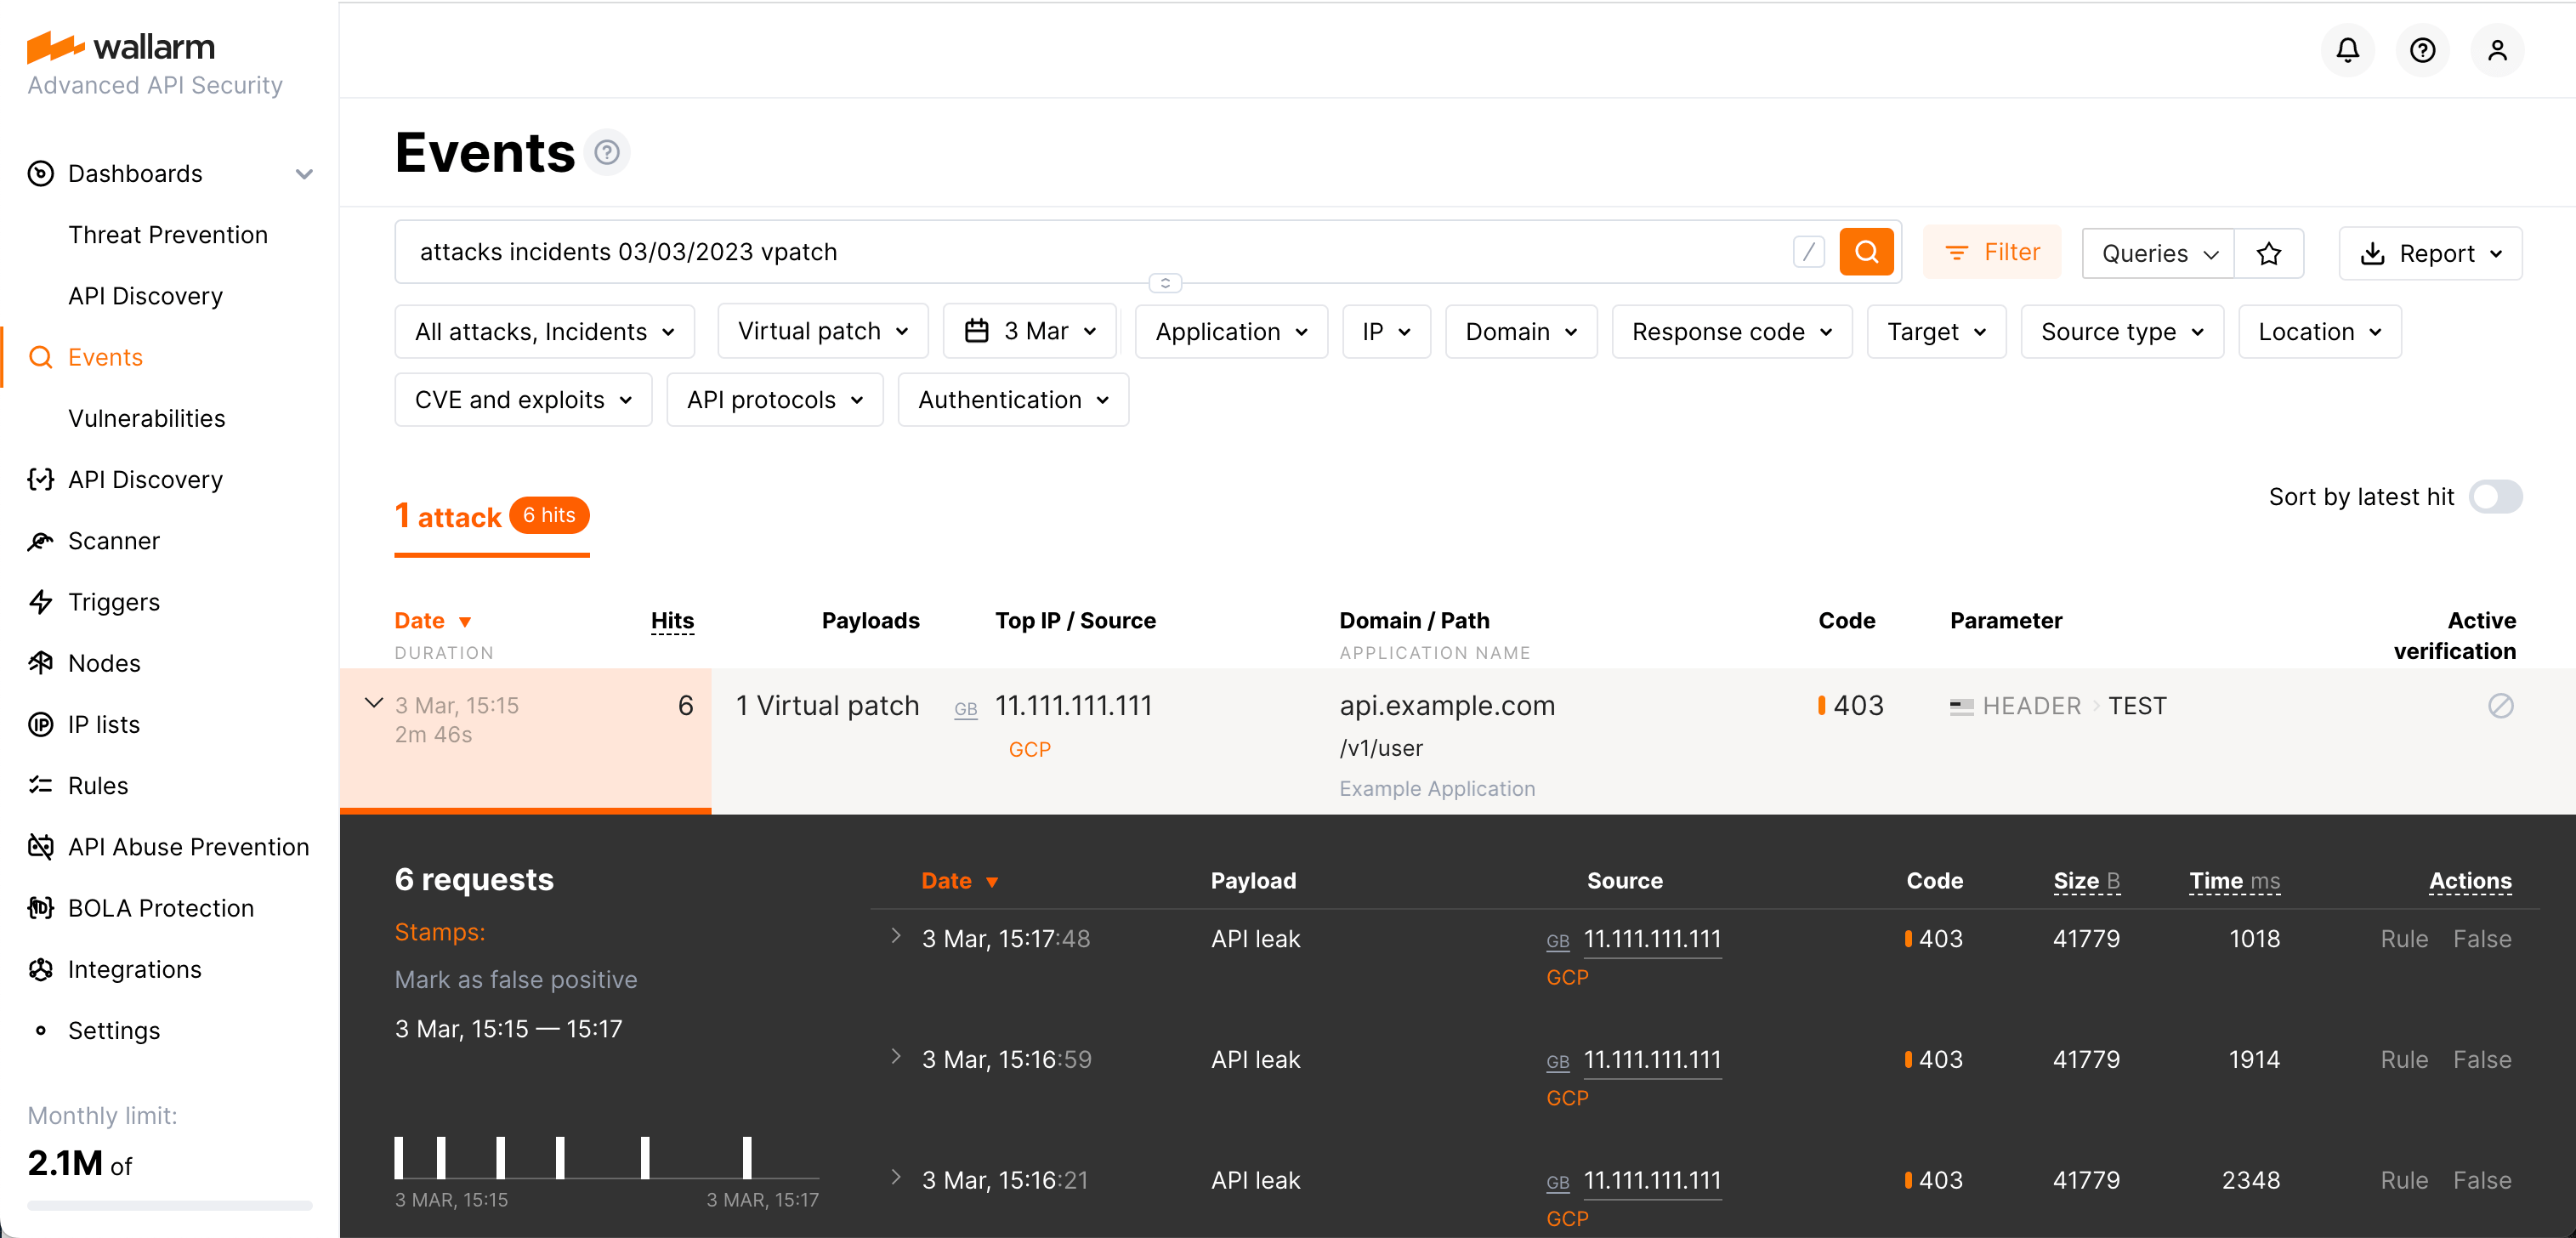 wallarm
Advanced API Security
Dashboards
Threat Prevention
API Discovery
Events
Vulnerabilities
API Discovery
Scanner
Triggers
Nodes
IP lists
Rules
API Abuse Prevention
BOLA Protection
Integrations
Settings
Monthly limit:
2.1M of
Events ?
attacks incidents 03/03/2023 vpatch /
Filter Queries Report
All attacks, Incidents Virtual patch 3 Mar Application IP Domain Response code Target Source type Location
CVE and exploits API protocols Authentication
1 attack 6 hits
Sort by latest hit
Date ▼ Hits Payloads Top IP / Source Domain / Path Code Parameter Active verification
DURATION APPLICATION NAME
3 Mar, 15:15 6 1 Virtual patch GB 11.111.111.111 api.example.com 403 HEADER › TEST
2m 46s GCP /v1/user
Example Application
6 requests
Stamps:
Mark as false positive
3 Mar, 15:15 — 15:17
3 MAR, 15:15 3 MAR, 15:17
Date ▼ Payload Source Code Size B Time ms Actions
3 Mar, 15:17:48 API leak GB 11.111.111.111 403 41779 1018 Rule False
GCP
3 Mar, 15:16:59 API leak GB 11.111.111.111 403 41779 1914 Rule False
GCP
3 Mar, 15:16:21 API leak GB 11.111.111.111 403 41779 2348 Rule False
GCP